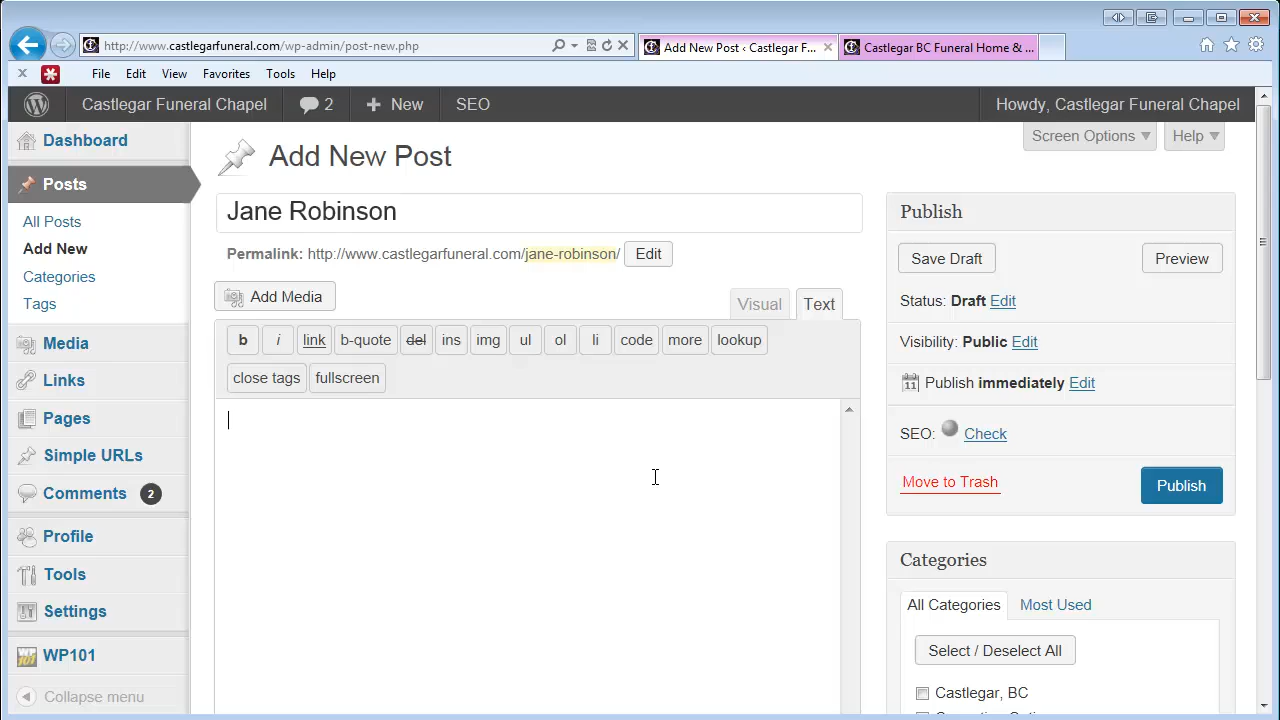 http://www.castlegarfuneral.com/wp-admin/post-new.php
Add New Post ‹ Castlegar F...
Castlegar BC Funeral Home & ...
File Edit View Favorites Tools Help
Castlegar Funeral Chapel 2 New SEO Howdy, Castlegar Funeral Chapel
Screen Options Help
Dashboard
Posts
All Posts
Add New
Categories
Tags
Media
Links
Pages
Simple URLs
Comments 2
Profile
Tools
Settings
WP101
Collapse menu
Add New Post
Jane Robinson
Permalink: http://www.castlegarfuneral.com/jane-robinson/ Edit
Add Media
Visual Text
b i link b-quote del ins img ul ol li code more lookup
close tags fullscreen
Publish
Save Draft Preview
Status: Draft Edit
Visibility: Public Edit
11 Publish immediately Edit
SEO: Check
Move to Trash Publish
Categories
All Categories Most Used
Select / Deselect All
Castlegar, BC